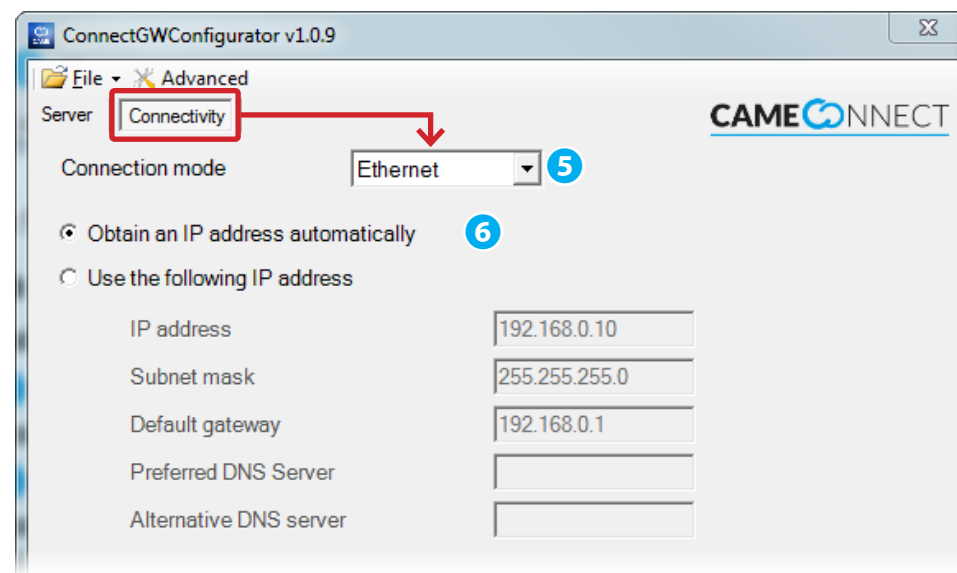 ConnectGWConfigurator v1.0.9
File Advanced
Server Connectivity
CAME CONNECT
Connection mode Ethernet 5
Obtain an IP address automatically 6
Use the following IP address
IP address 192.168.0.10
Subnet mask 255.255.255.0
Default gateway 192.168.0.1
Preferred DNS Server
Alternative DNS server